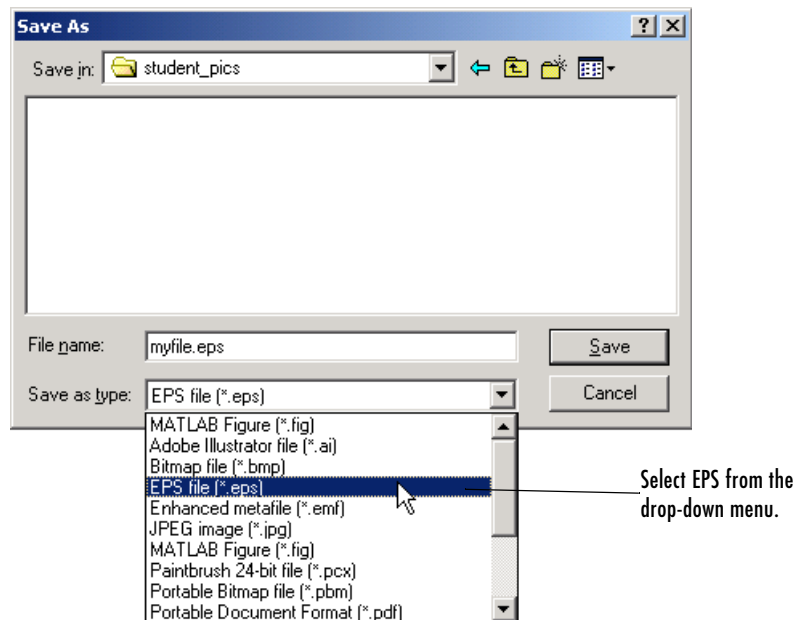 Save As
Save in: student_pics
File name: myfile.eps Save
Save as type: EPS file (*.eps) Cancel
MATLAB Figure (*.fig)
Adobe Illustrator file (*.ai)
Bitmap file (*.bmp)
EPS file (*.eps)
Enhanced metafile (*.emf)
JPEG image (*.jpg)
MATLAB Figure (*.fig)
Paintbrush 24-bit file (*.pcx)
Portable Bitmap file (*.pbm)
Portable Document Format (*.pdf)
Select EPS from the
drop-down menu.